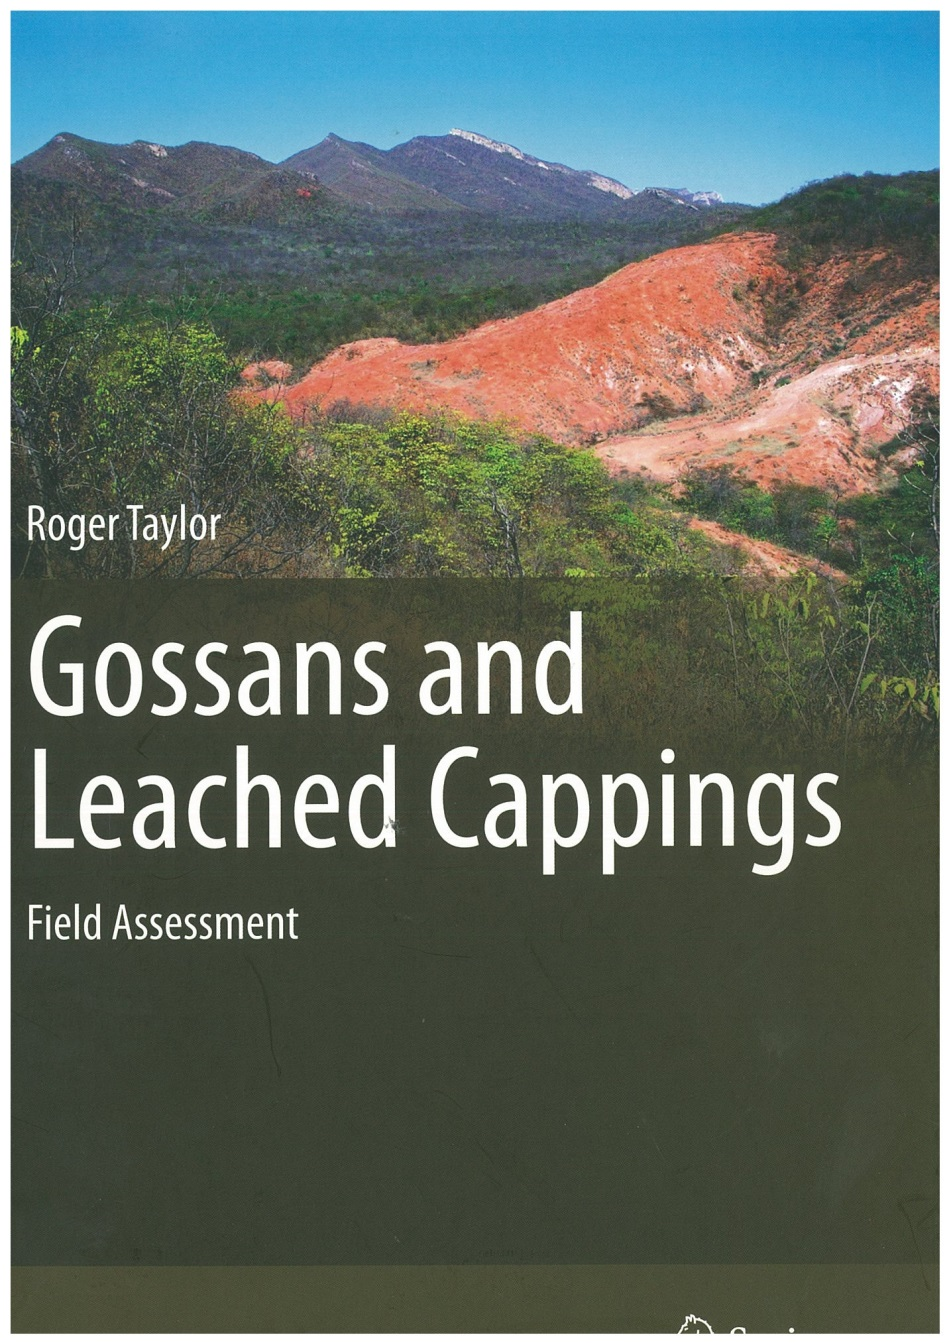 Roger Taylor
Gossans and
Leached Cappings
Field Assessment